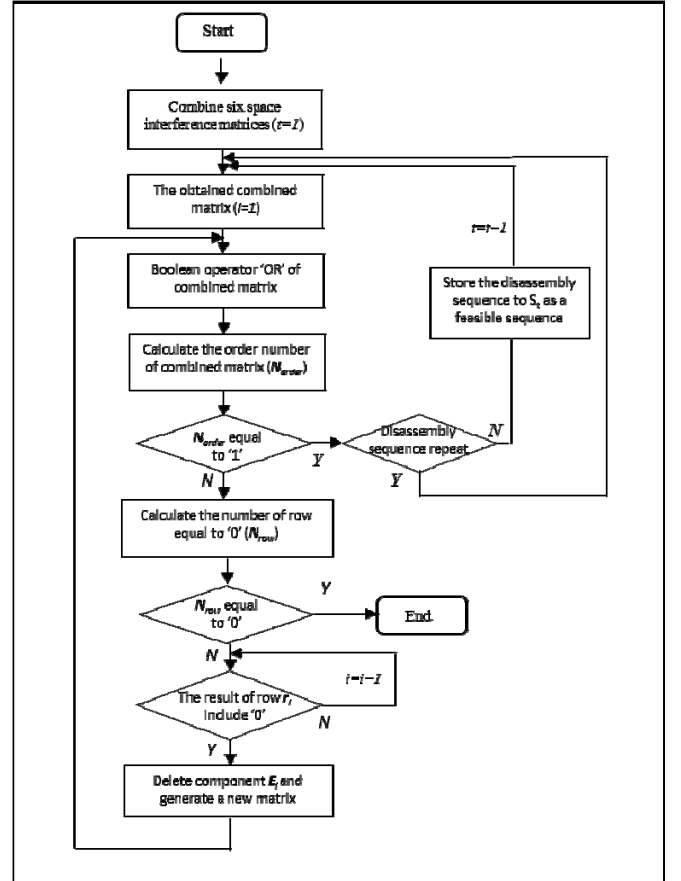 Start
Combine six space
interference matrices (t=1)
The obtained combined
matrix (i=1)
t=t-1
Boolean operator 'OR' of
combined matrix
Store the disassembly
sequence to Sₜ as a
feasible sequence
Calculate the order number
of combined matrix (Norder)
Norder equal
to '1'
Y
Disassembly
sequence repeat
N
N
Y
Calculate the number of row
equal to '0' (Nrow)
Nrow equal
to '0'
Y
End
N
i=i-1
The result of row ri
include '0'
N
Y
Delete component Ei and
generate a new matrix